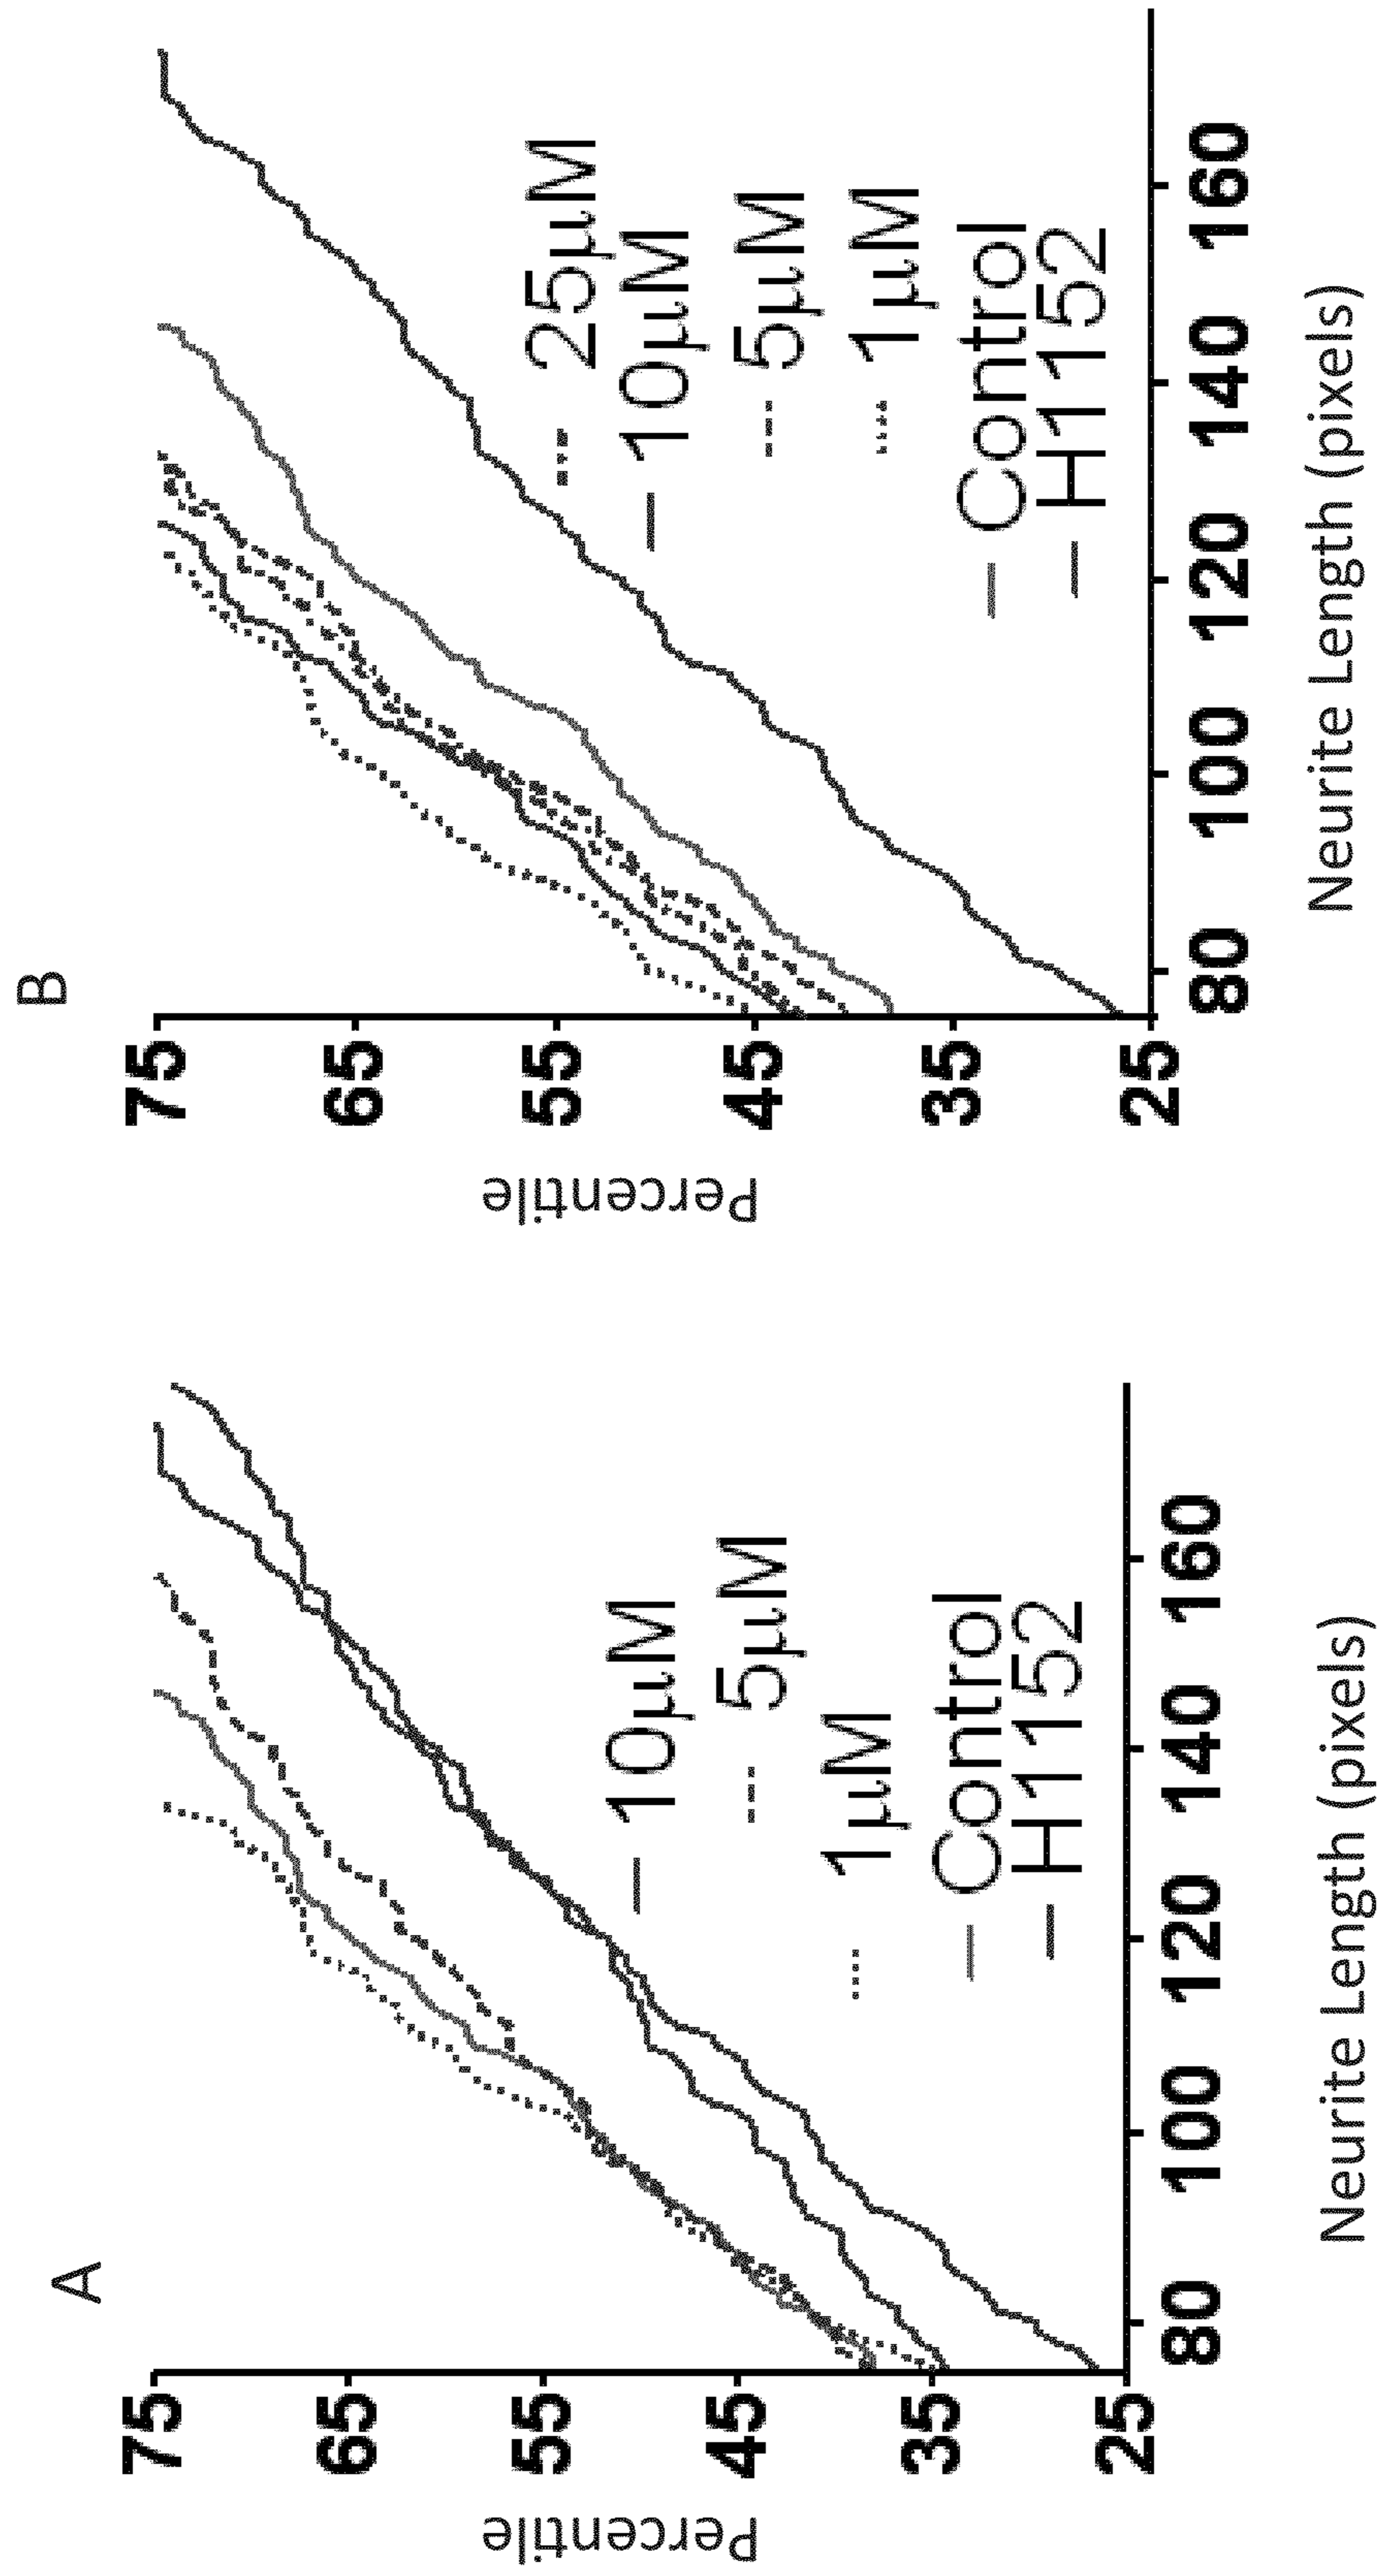 A
Percentile
75
65
55
45
35
25
10μM
5μM
1μM
Control
H1152
80 100 120 140 160
Neurite Length (pixels)
B
Percentile
75
65
55
45
35
25
25μM
10μM
5μM
1μM
Control
H1152
80 100 120 140 160
Neurite Length (pixels)